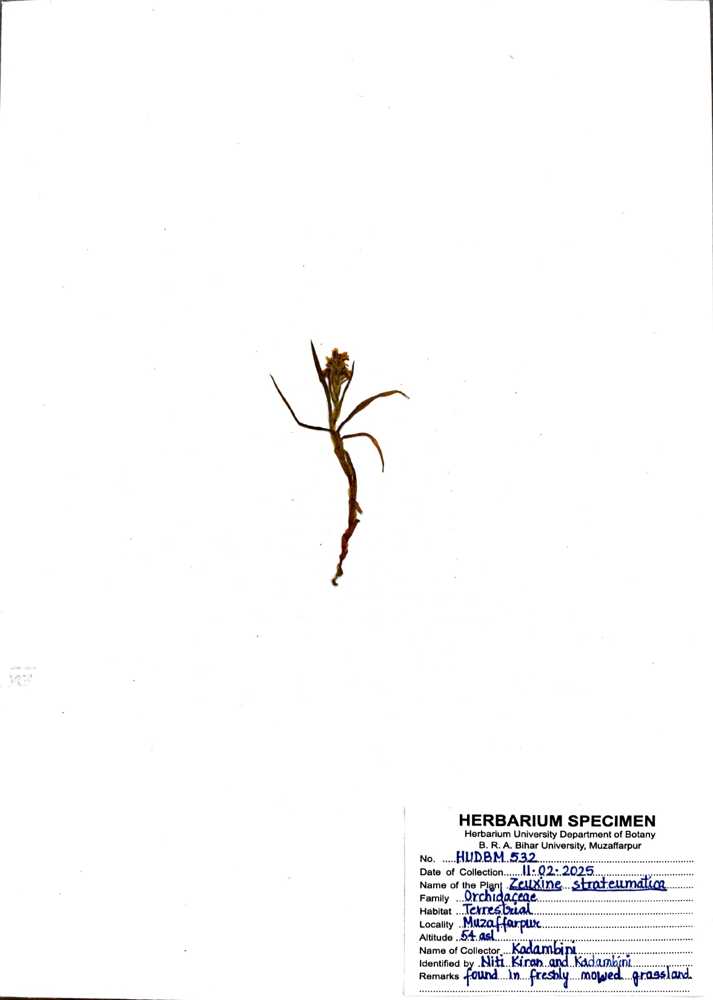 HERBARIUM SPECIMEN
Herbarium University Department of Botany
B. R. A. Bihar University, Muzaffarpur
No. HUDBM 532
Date of Collection 11.02.2025
Name of the Plant Zeuxine strateumatica
Family Orchidaceae
Habitat Terrestrial
Locality Muzaffarpur
Altitude 54 asl
Name of Collector Kadambini
Identified by Niti Kiran and Kadambini
Remarks found in freshly mowed grassland.